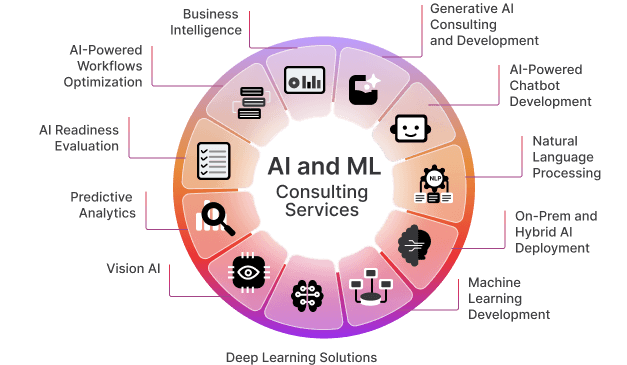 Business
Intelligence
Generative AI
Consulting
and Development
AI-Powered
Workflows
Optimization
AI-Powered
Chatbot
Development
AI Readiness
Evaluation
Natural
Language
Processing
NLP
AI and ML
Consulting
Services
Predictive
Analytics
On-Prem and
Hybrid AI
Deployment
Vision AI
Machine
Learning
Development
Deep Learning Solutions